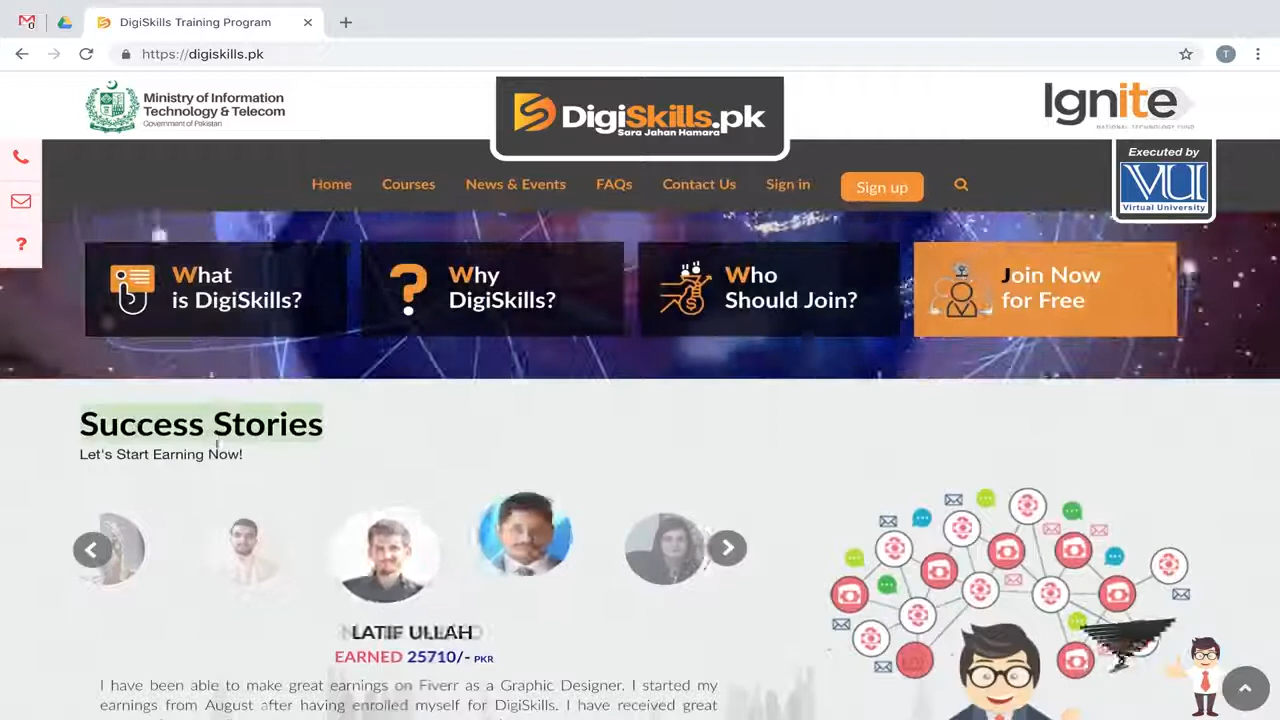 DigiSkills Training Program
https://digiskills.pk
T
Ministry of Information
Technology & Telecom
Government of Pakistan
DigiSkills.pk
Sara Jahan Hamara
Ignite
NATIONAL TECHNOLOGY FUND
Executed by
VU
Virtual University
Home
Courses
News & Events
FAQs
Contact Us
Sign in
Sign up
?
What
is DigiSkills?
Why
DigiSkills?
Who
Should Join?
Join Now
for Free
Success Stories
Let's Start Earning Now!
LATIF ULLAH
EARNED 25710/- PKR
I have been able to make great earnings on Fiverr as a Graphic Designer. I started my
earnings from August after having enrolled myself for DigiSkills. I have received great